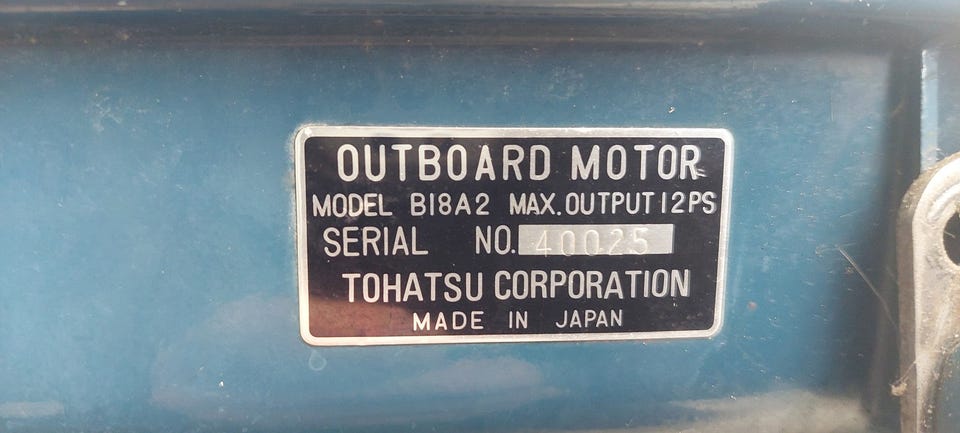 OUTBOARD MOTOR
MODEL B18A2 MAX. OUTPUT 12PS
SERIAL NO. 40025
TOHATSU CORPORATION
MADE IN JAPAN